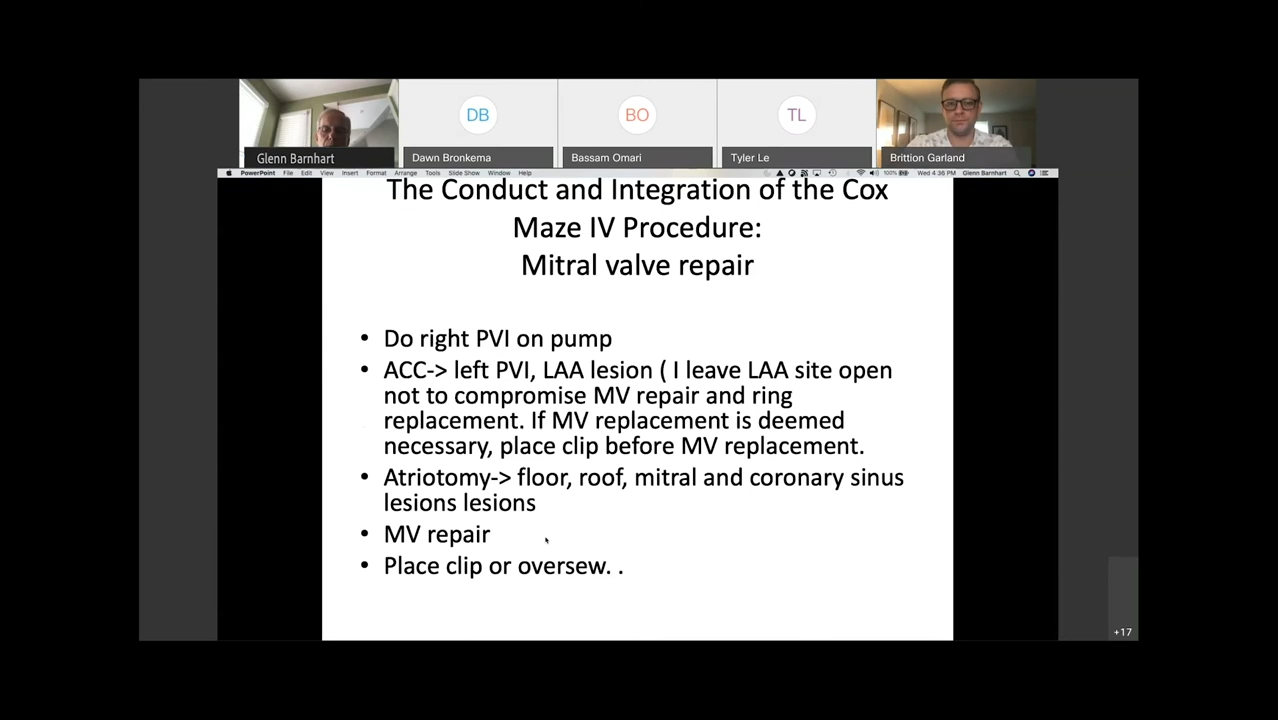 DB
BO
TL
Glenn Barnhart
Dawn Bronkema
Bassam Omari
Tyler Le
Brittion Garland
PowerPoint File Edit View Insert Format Arrange Tools Slide Show Window Help
100% Wed 4:36 PM Glenn Barnhart
The Conduct and Integration of the Cox
Maze IV Procedure:
Mitral valve repair
• Do right PVI on pump
• ACC-> left PVI, LAA lesion ( I leave LAA site open
not to compromise MV repair and ring
replacement. If MV replacement is deemed
necessary, place clip before MV replacement.
• Atriotomy-> floor, roof, mitral and coronary sinus
lesions lesions
• MV repair
• Place clip or oversew. .
+17